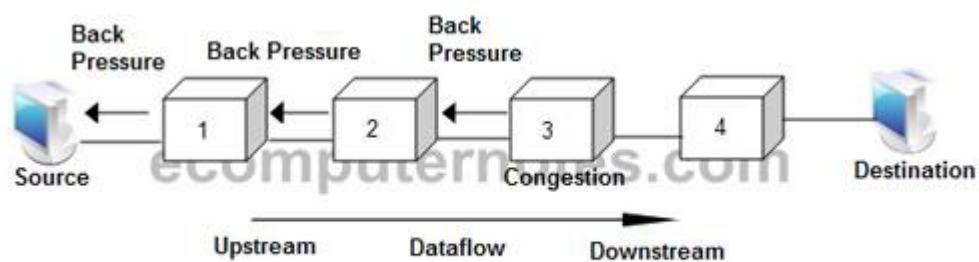 Back
Pressure
Back Pressure
Back
Pressure
1
2
3
4
Source
ecomputernotes.com
Congestion
Destination
Upstream
Dataflow
Downstream